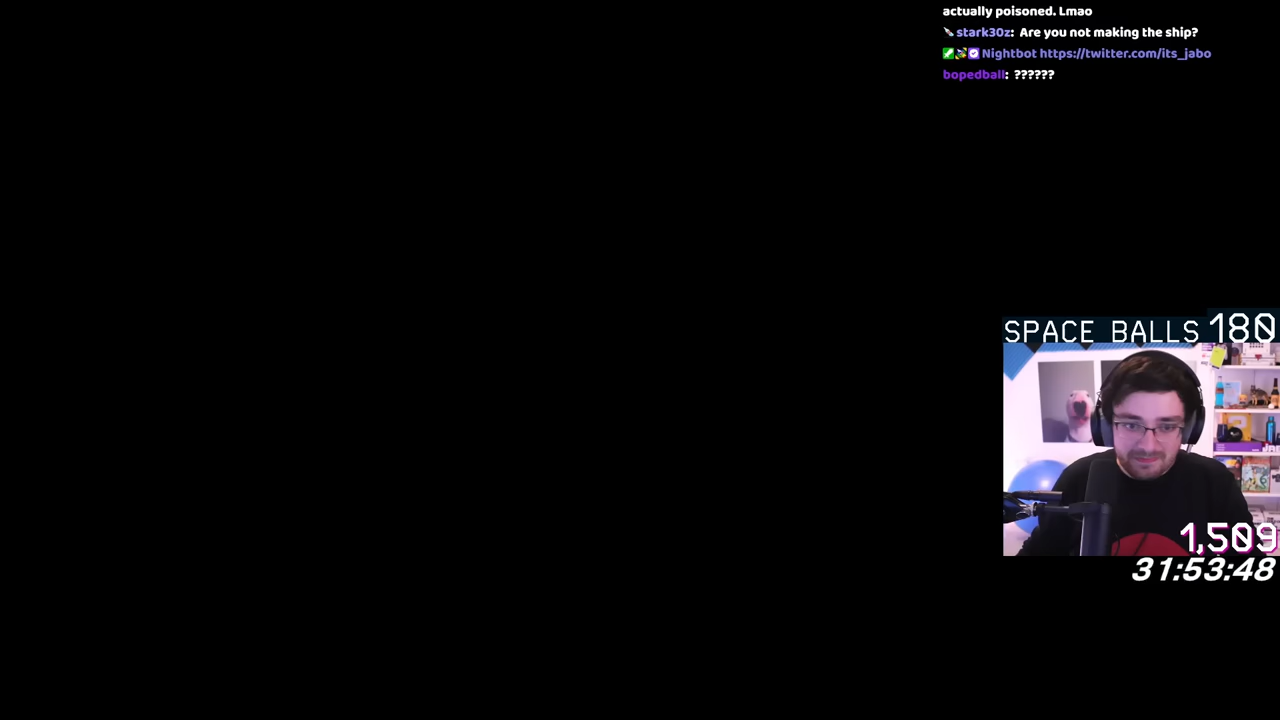 actually poisoned. Lmao
stark30z: Are you not making the ship?
Nightbot https://twitter.com/its_jabo
bopedball: ??????
SPACE BALLS 180
1,509
31:53:48